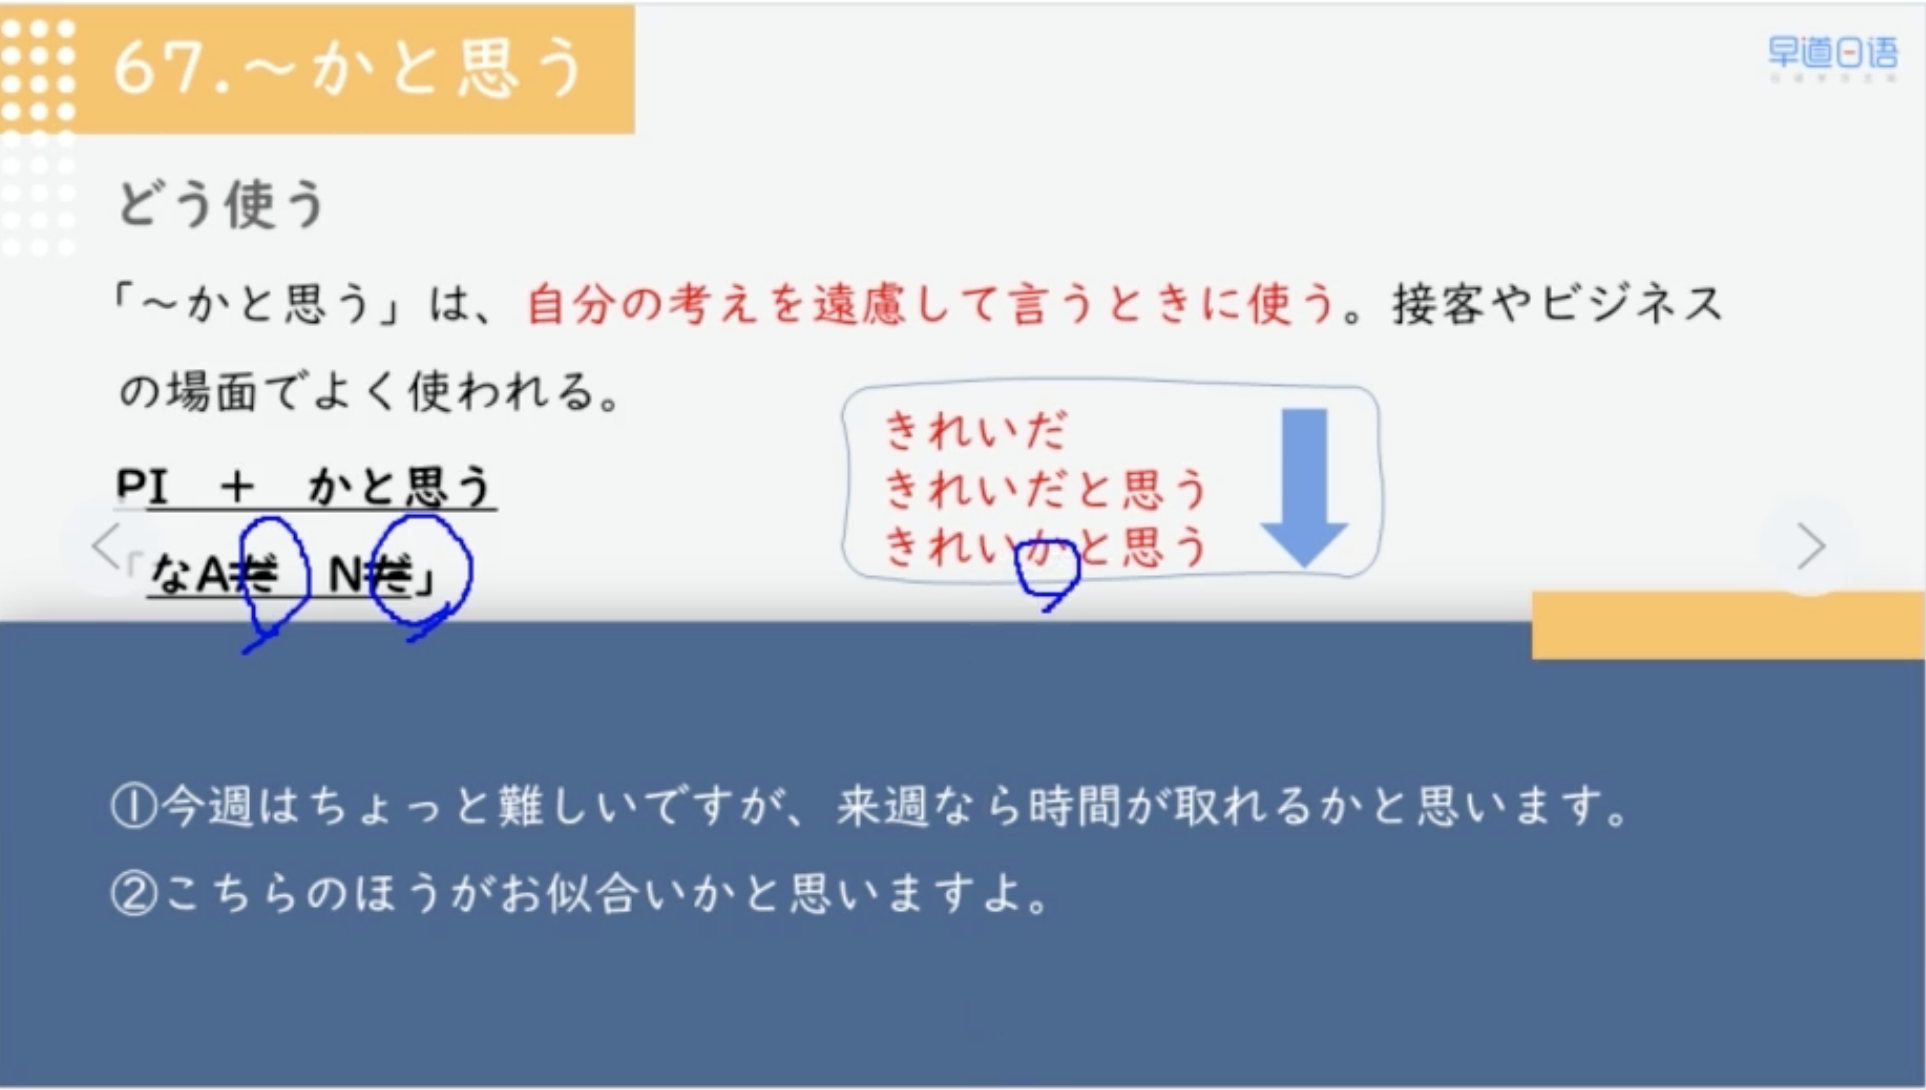 67.～かと思う
早道日语
どう使う
「～かと思う」は、自分の考えを遠慮して言うときに使う。接客やビジネス
の場面でよく使われる。
きれいだ
きれいだと思う
きれいかと思う
PI ＋ かと思う
「なAだ Nだ」
①今週はちょっと難しいですが、来週なら時間が取れるかと思います。
②こちらのほうがお似合いかと思いますよ。